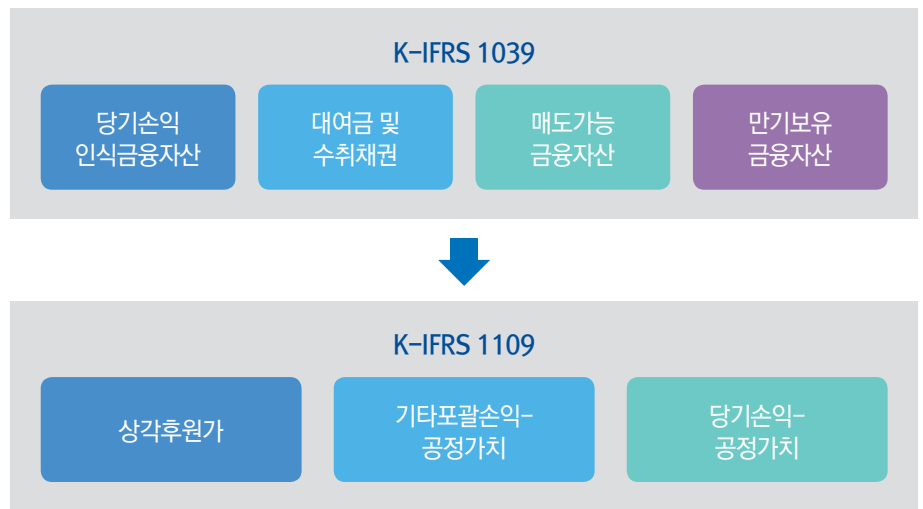 K-IFRS 1039
당기손익
인식금융자산
대여금 및
수취채권
매도가능
금융자산
만기보유
금융자산
K-IFRS 1109
상각후원가
기타포괄손익-
공정가치
당기손익-
공정가치